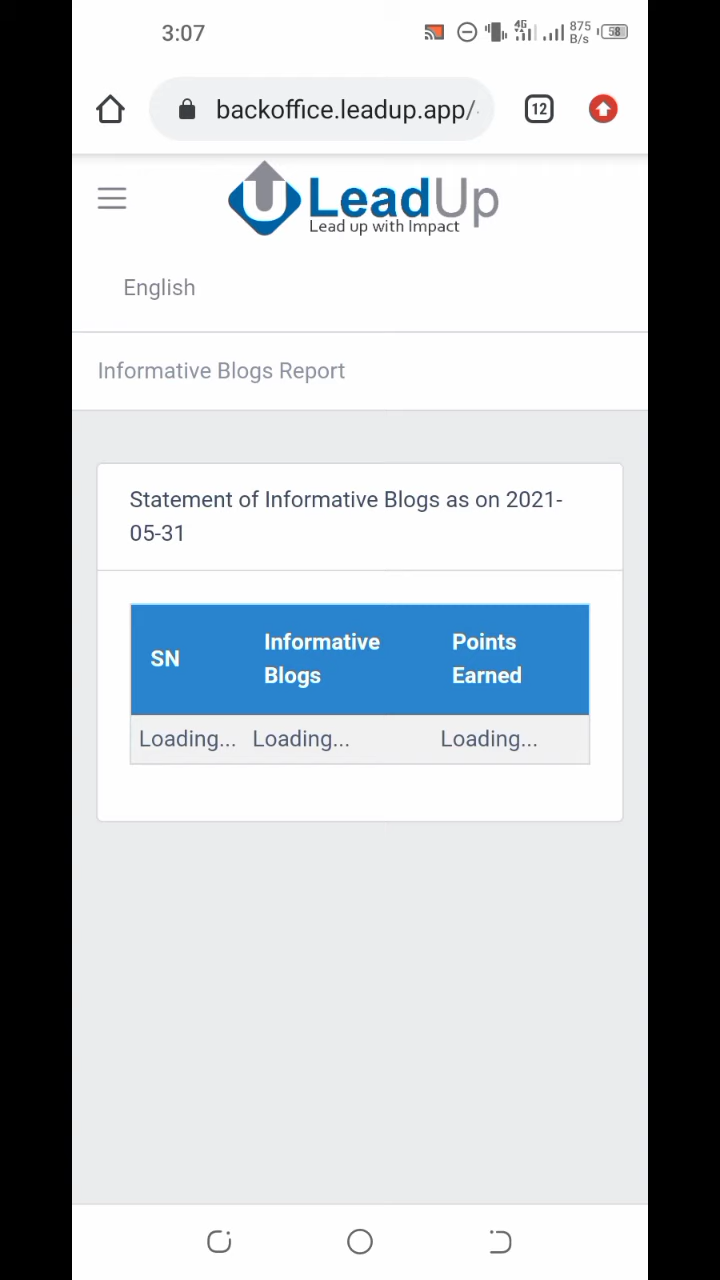 3:07
4G
875
B/s
58
backoffice.leadup.app/
12
LeadUp
Lead up with Impact
English
Informative Blogs Report
Statement of Informative Blogs as on 2021-
05-31
SN
Informative
Blogs
Points
Earned
Loading... Loading... Loading...